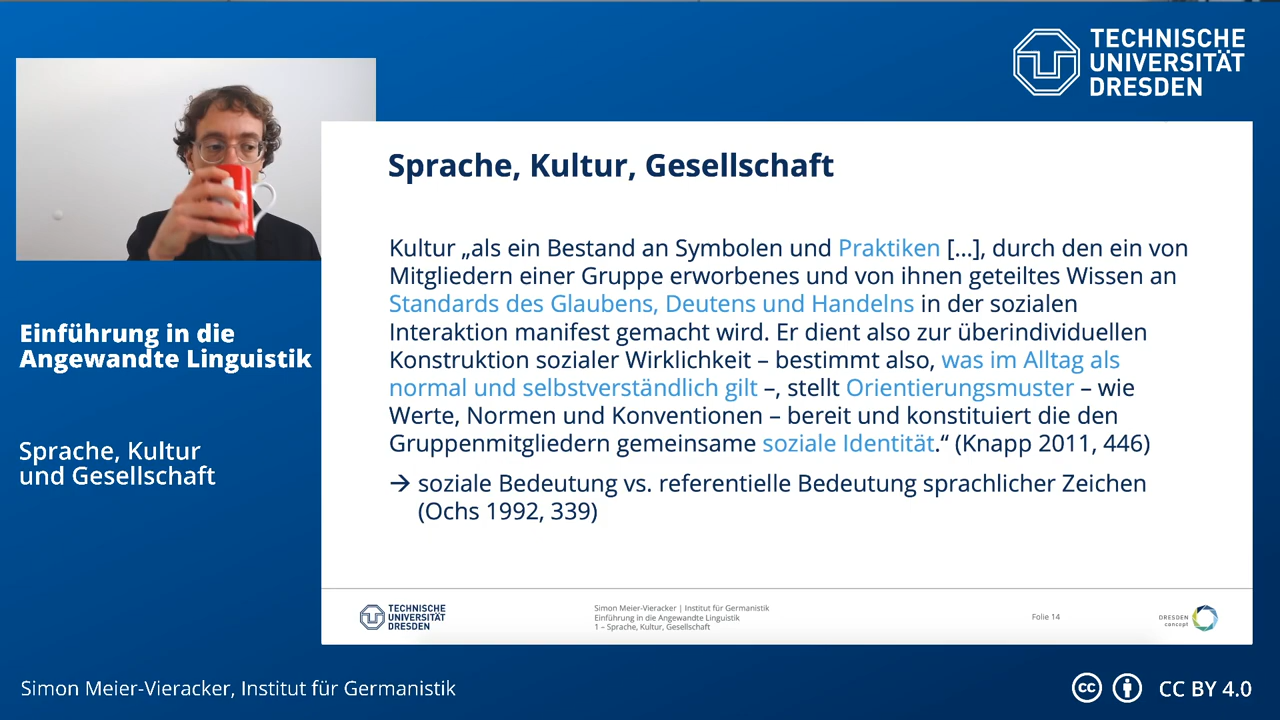 TECHNISCHE
UNIVERSITÄT
DRESDEN
Sprache, Kultur, Gesellschaft
Kultur „als ein Bestand an Symbolen und Praktiken […], durch den ein von
Mitgliedern einer Gruppe erworbenes und von ihnen geteiltes Wissen an
Standards des Glaubens, Deutens und Handelns in der sozialen
Interaktion manifest gemacht wird. Er dient also zur überindividuellen
Konstruktion sozialer Wirklichkeit – bestimmt also, was im Alltag als
normal und selbstverständlich gilt –, stellt Orientierungsmuster – wie
Werte, Normen und Konventionen – bereit und konstituiert die den
Gruppenmitgliedern gemeinsame soziale Identität.“ (Knapp 2011, 446)
→ soziale Bedeutung vs. referentielle Bedeutung sprachlicher Zeichen
(Ochs 1992, 339)
Einführung in die
Angewandte Linguistik
Sprache, Kultur
und Gesellschaft
TECHNISCHE
UNIVERSITÄT
DRESDEN
Simon Meier-Vieracker | Institut für Germanistik
Einführung in die Angewandte Linguistik
1 – Sprache, Kultur, Gesellschaft
Folie 14
DRESDEN
concept
Simon Meier-Vieracker, Institut für Germanistik
cc
CC BY 4.0